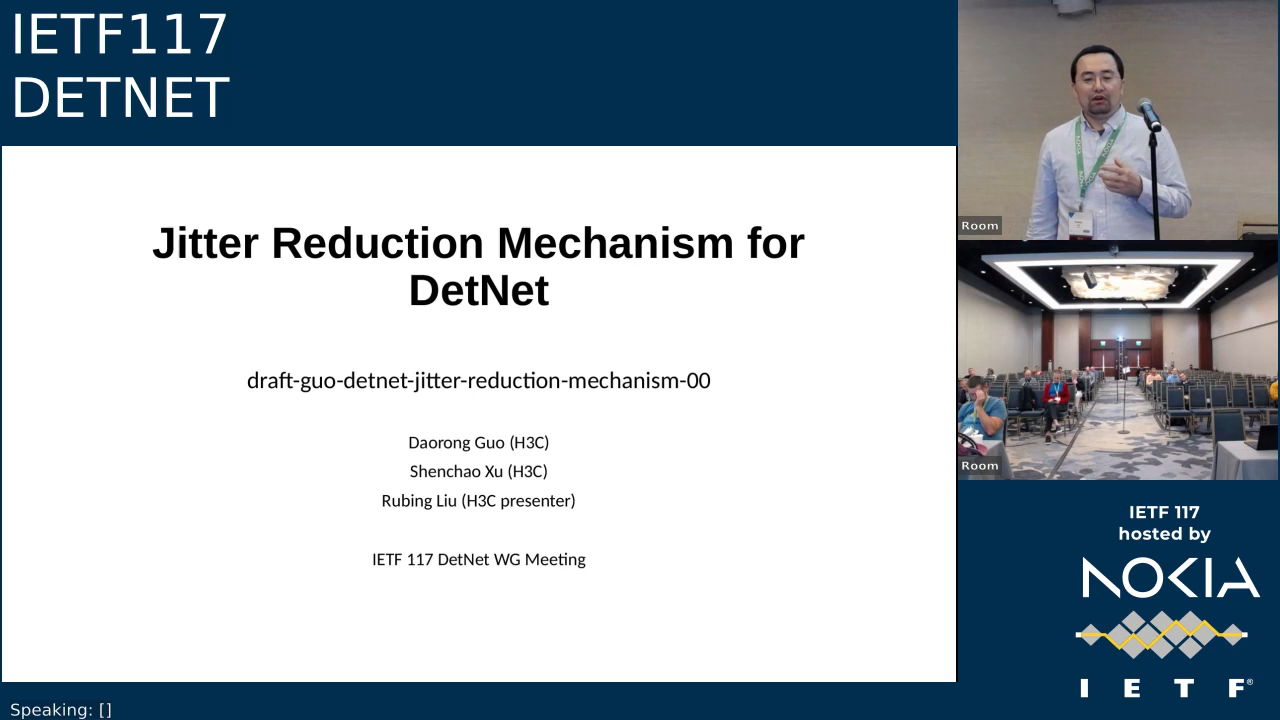 IETF117
DETNET
Jitter Reduction Mechanism for
DetNet
draft-guo-detnet-jitter-reduction-mechanism-00
Daorong Guo (H3C)
Shenchao Xu (H3C)
Rubing Liu (H3C presenter)
IETF 117 DetNet WG Meeting
Room
Room
IETF 117
hosted by
NOKIA
I E T F®
Speaking: []